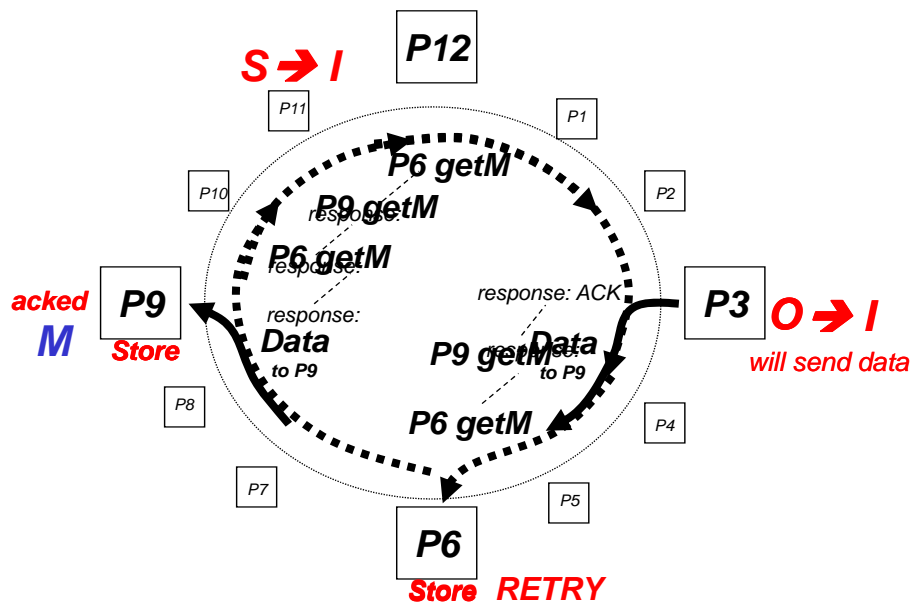 P12
S ➔ I
P11
P1
P6 getM
P10
P2
P9 getM
response:
P6 getM
response:
acked
P9
M
Store
response:
Data
to P9
response: ACK
P9 getM
response:
Data
to P9
P3
O ➔ I
will send data
P8
P6 getM
P4
P7
P5
P6
Store RETRY